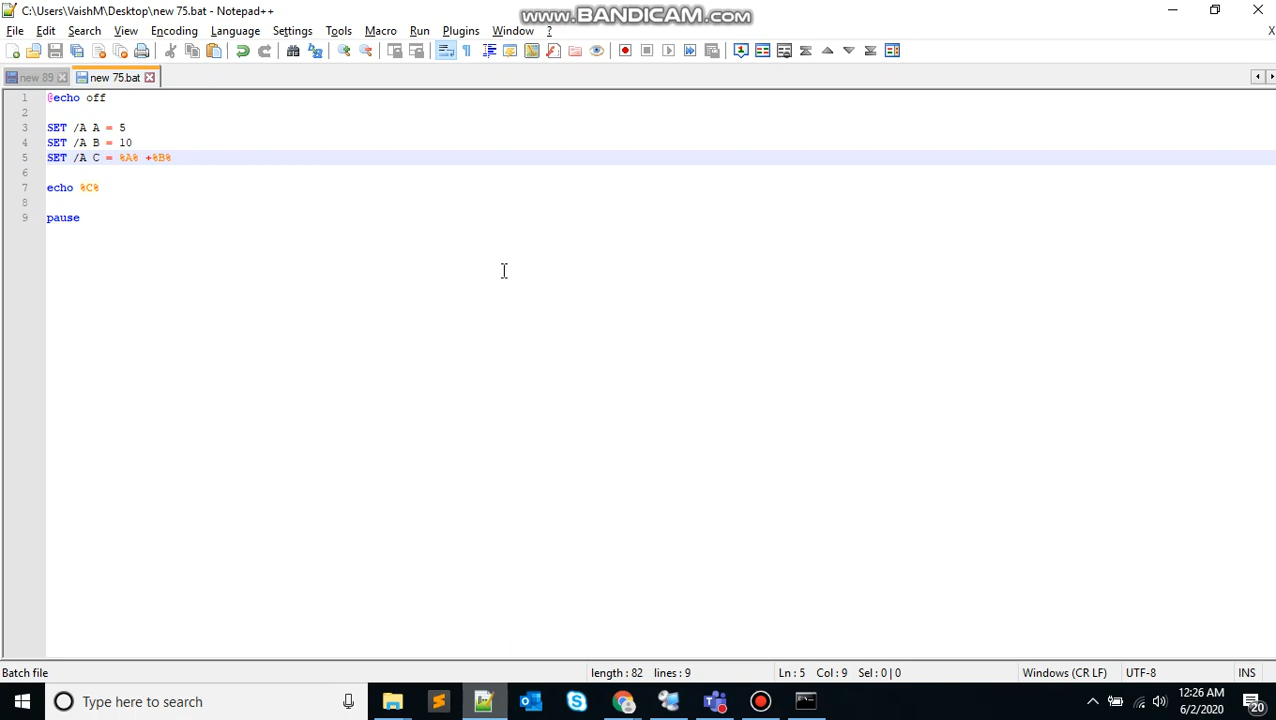 C:\Users\VaishM\Desktop\new 75.bat - Notepad++
www.BANDICAM.com
File Edit Search View Encoding Language Settings Tools Macro Run Plugins Window ? X
new 89 new 75.bat
1 @echo off
2
3 SET /A A = 5
4 SET /A B = 10
5 SET /A C = %A% +%B%
6
7 echo %C%
8
9 pause
Batch file length : 82 lines : 9 Ln : 5 Col : 9 Sel : 0 | 0 Windows (CR LF) UTF-8 INS
Type here to search
12:26 AM
6/2/2020
20